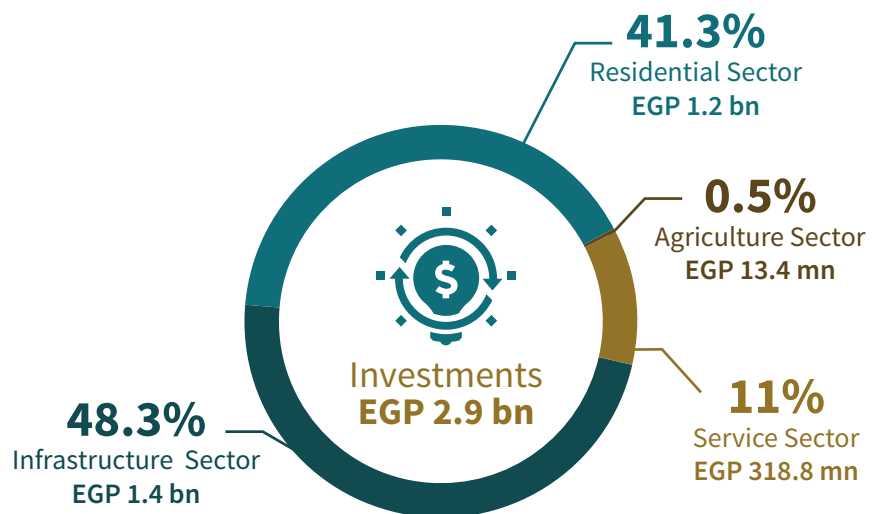 41.3%
Residential Sector
EGP 1.2 bn
0.5%
Agriculture Sector
EGP 13.4 mn
$
Investments
EGP 2.9 bn
11%
Service Sector
EGP 318.8 mn
48.3%
Infrastructure Sector
EGP 1.4 bn